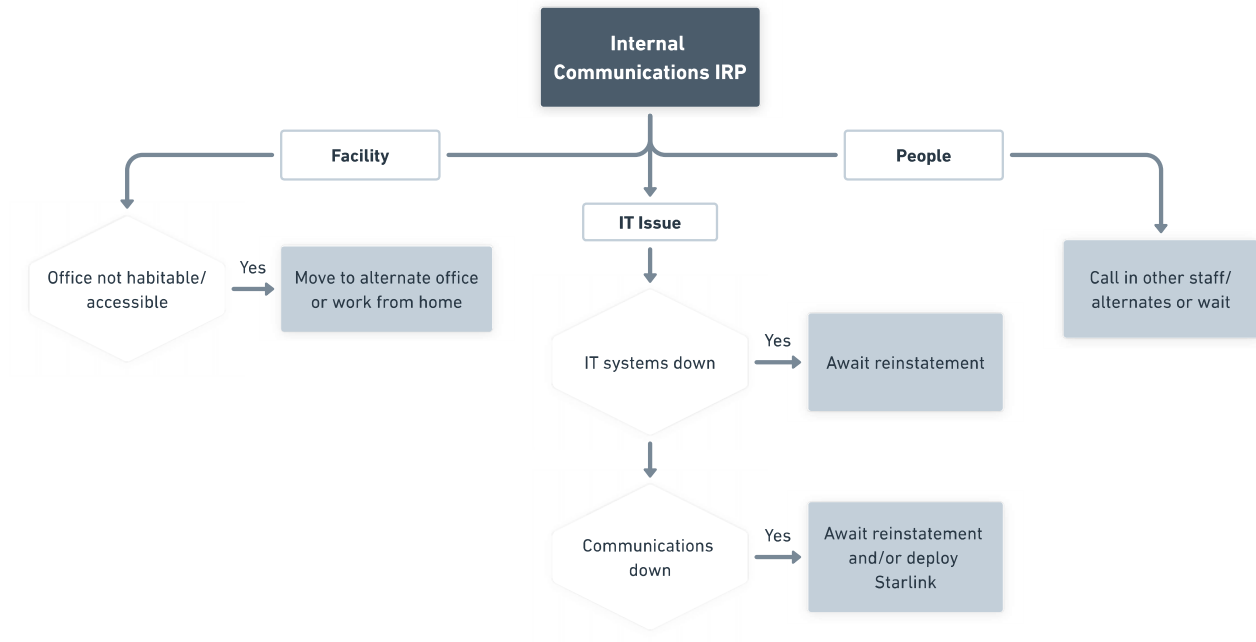 Internal
Communications IRP
Facility
People
IT Issue
Office not habitable/
accessible
Yes
Move to alternate office
or work from home
Call in other staff/
alternates or wait
IT systems down
Yes
Await reinstatement
Communications
down
Yes
Await reinstatement
and/or deploy
Starlink